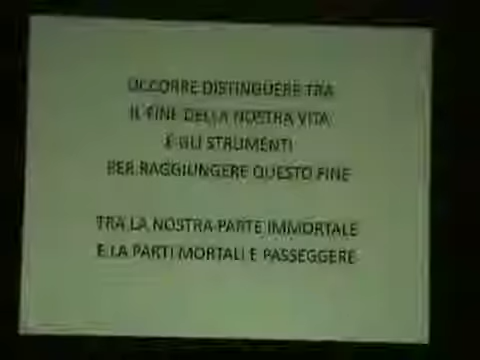 OCCORRE DISTINGUERE TRA
IL FINE DELLA NOSTRA VITA
E GLI STRUMENTI
PER RAGGIUNGERE QUESTO FINE
TRA LA NOSTRA PARTE IMMORTALE
E LA PARTI MORTALI E PASSEGGERE